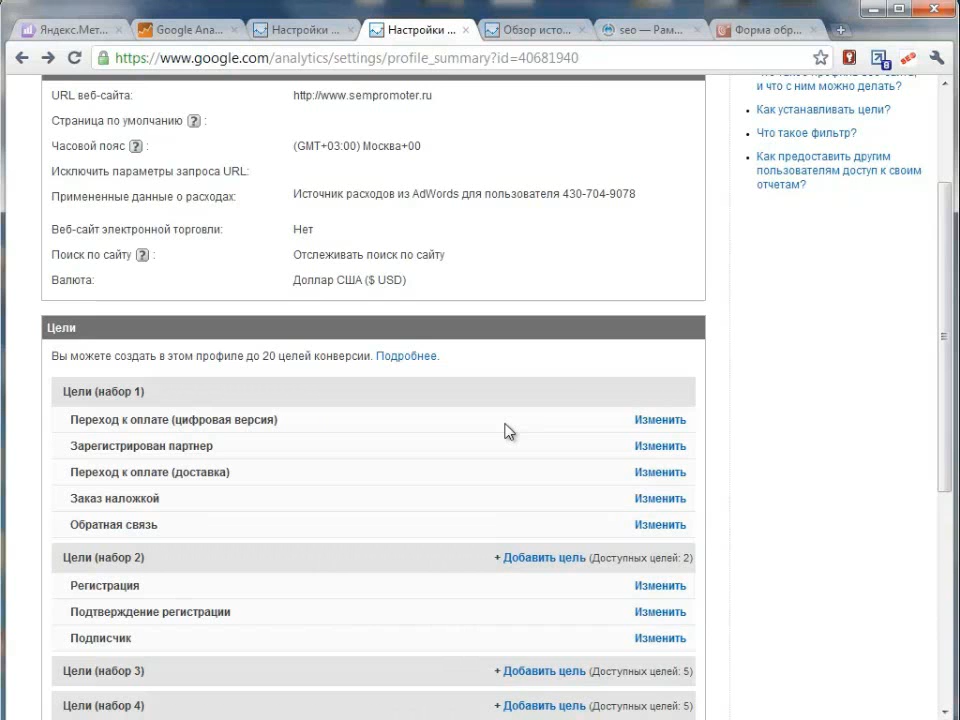 Яндекс.Мет...
Google Ana...
Настройки ...
Настройки ...
Обзор исто...
seo — Рам...
Форма обр...
https://www.google.com/analytics/settings/profile_summary?id=40681940
и что с ним можно делать?
Как устанавливать цели?
Что такое фильтр?
Как предоставить другим
пользователям доступ к своим
отчетам?
URL веб-сайта: http://www.sempromoter.ru
Страница по умолчанию ? :
Часовой пояс ? : (GMT+03:00) Москва+00
Исключить параметры запроса URL:
Примененные данные о расходах: Источник расходов из AdWords для пользователя 430-704-9078
Веб-сайт электронной торговли: Нет
Поиск по сайту ? : Отслеживать поиск по сайту
Валюта: Доллар США ($ USD)
Цели
Вы можете создать в этом профиле до 20 целей конверсии. Подробнее.
Цели (набор 1)
Переход к оплате (цифровая версия) Изменить
Зарегистрирован партнер Изменить
Переход к оплате (доставка) Изменить
Заказ наложкой Изменить
Обратная связь Изменить
Цели (набор 2) + Добавить цель (Доступных целей: 2)
Регистрация Изменить
Подтверждение регистрации Изменить
Подписчик Изменить
Цели (набор 3) + Добавить цель (Доступных целей: 5)
Цели (набор 4) + Добавить цель (Доступных целей: 5)